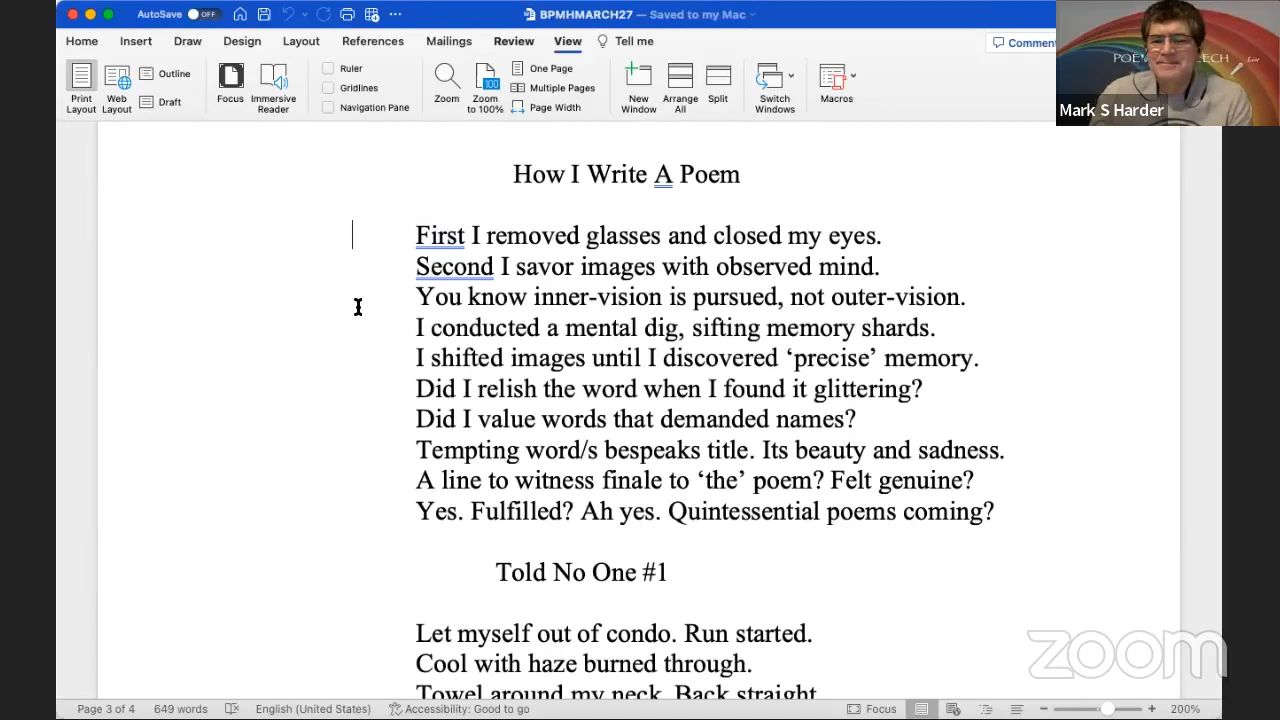 AutoSave OFF
BPMHMARCH27 — Saved to my Mac
Home Insert Draw Design Layout References Mailings Review View Tell me
Comment
Print Layout
Web Layout
Outline
Draft
Focus
Immersive Reader
Ruler
Gridlines
Navigation Pane
Zoom
Zoom to 100%
100
One Page
Multiple Pages
Page Width
New Window
Arrange All
Split
Switch Windows
Macros
Mark S Harder
How I Write A Poem
First I removed glasses and closed my eyes.
Second I savor images with observed mind.
You know inner-vision is pursued, not outer-vision.
I conducted a mental dig, sifting memory shards.
I shifted images until I discovered ‘precise’ memory.
Did I relish the word when I found it glittering?
Did I value words that demanded names?
Tempting word/s bespeaks title. Its beauty and sadness.
A line to witness finale to ‘the’ poem? Felt genuine?
Yes. Fulfilled? Ah yes. Quintessential poems coming?
Told No One #1
Let myself out of condo. Run started.
Cool with haze burned through.
Towel around my neck. Back straight
zoom
Page 3 of 4 649 words English (United States) Accessibility: Good to go Focus 200%